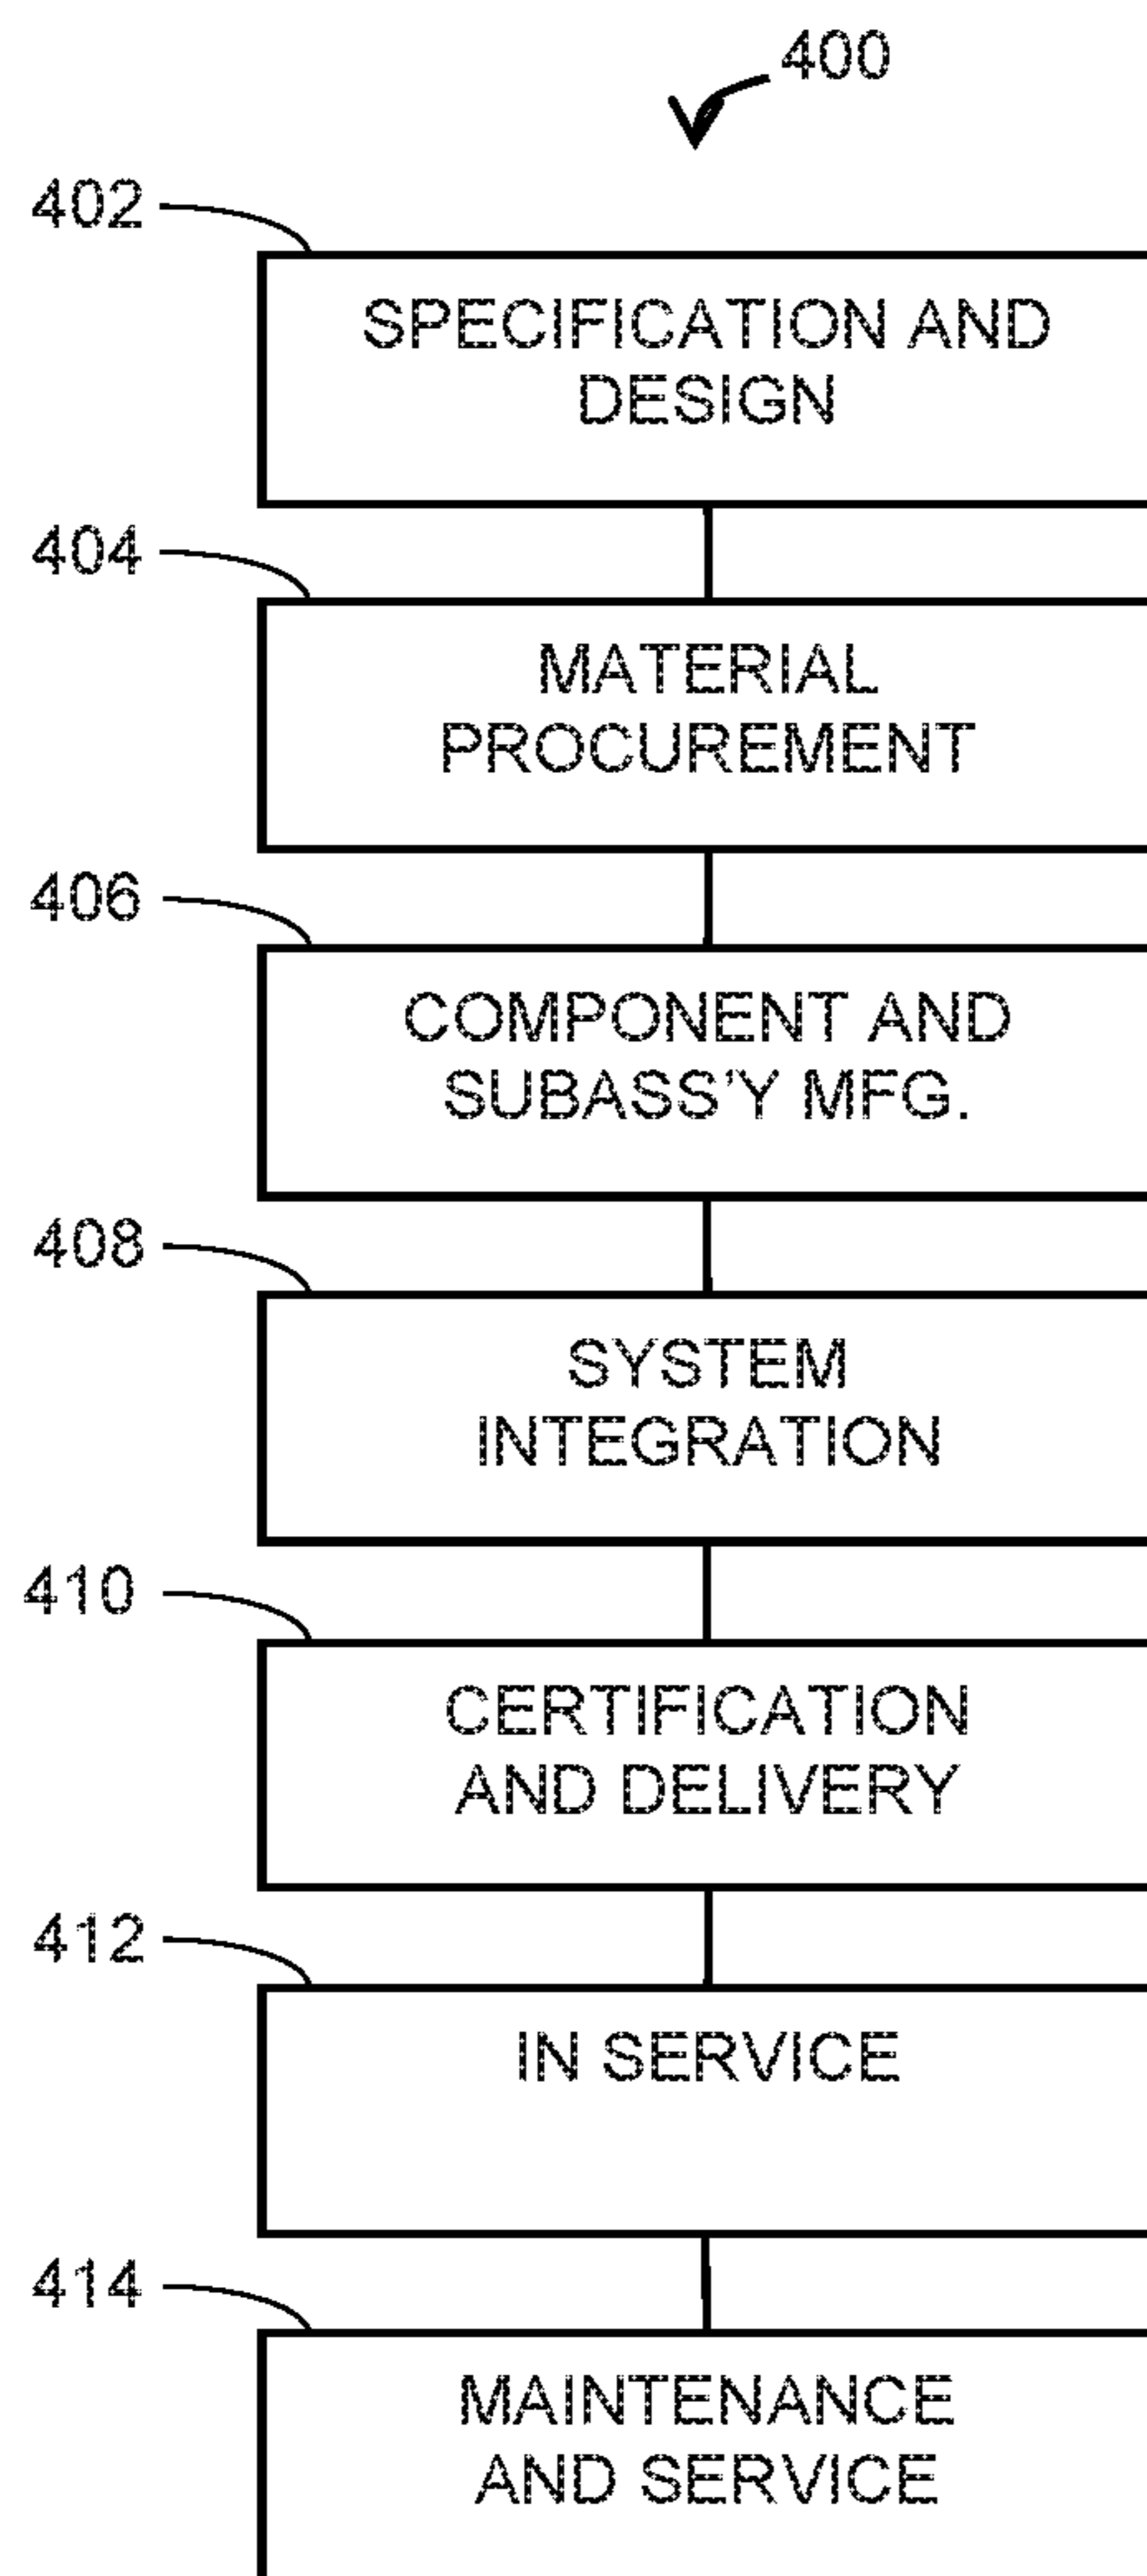 400
402
SPECIFICATION AND
DESIGN
404
MATERIAL
PROCUREMENT
406
COMPONENT AND
SUBASS’Y MFG.
408
SYSTEM
INTEGRATION
410
CERTIFICATION
AND DELIVERY
412
IN SERVICE
414
MAINTENANCE
AND SERVICE